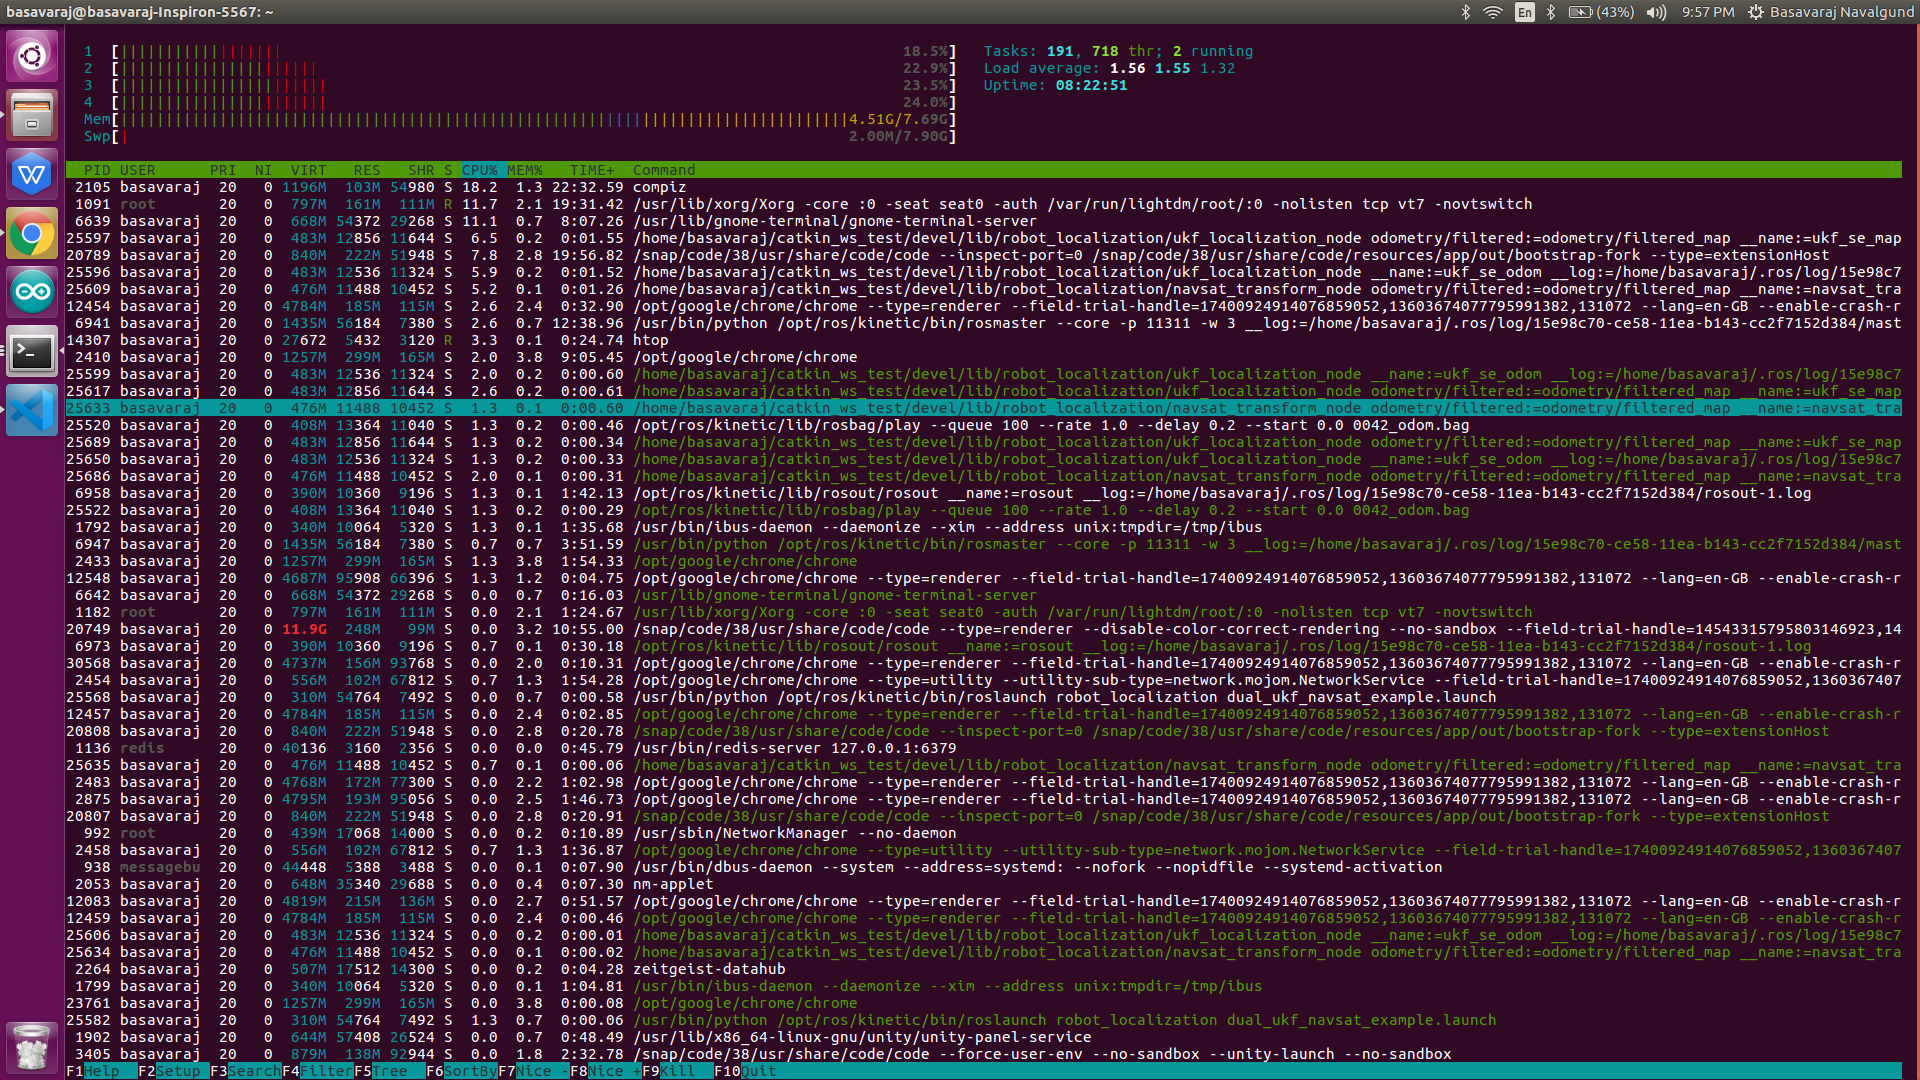 basavaraj@basavaraj-Inspiron-5567: ~
En (43%) 9:57 PM Basavaraj Navalgund
1 [ 18.5%] Tasks: 191, 718 thr; 2 running
2 [ 22.9%] Load average: 1.56 1.55 1.32
3 [ 23.5%] Uptime: 08:22:51
4 [ 24.0%]
Mem[ 4.51G/7.69G]
Swp[ 2.00M/7.90G]
PID USER PRI NI VIRT RES SHR S CPU% MEM% TIME+ Command
2105 basavaraj 20 0 1196M 103M 54980 S 18.2 1.3 22:32.59 compiz
1091 root 20 0 797M 161M 111M R 11.7 2.1 19:31.42 /usr/lib/xorg/Xorg -core :0 -seat seat0 -auth /var/run/lightdm/root/:0 -nolisten tcp vt7 -novtswitch
6639 basavaraj 20 0 668M 54372 29268 S 11.1 0.7 8:07.26 /usr/lib/gnome-terminal/gnome-terminal-server
25597 basavaraj 20 0 483M 12856 11644 S 6.5 0.2 0:01.55 /home/basavaraj/catkin_ws_test/devel/lib/robot_localization/ukf_localization_node odometry/filtered:=odometry/filtered_map __name:=ukf_se_map
20789 basavaraj 20 0 840M 222M 51948 S 7.8 2.8 19:56.82 /snap/code/38/usr/share/code/code --inspect-port=0 /snap/code/38/usr/share/code/resources/app/out/bootstrap-fork --type=extensionHost
25596 basavaraj 20 0 483M 12536 11324 S 5.9 0.2 0:01.52 /home/basavaraj/catkin_ws_test/devel/lib/robot_localization/ukf_localization_node __name:=ukf_se_odom __log:=/home/basavaraj/.ros/log/15e98c7
25609 basavaraj 20 0 476M 11488 10452 S 5.2 0.1 0:01.26 /home/basavaraj/catkin_ws_test/devel/lib/robot_localization/navsat_transform_node odometry/filtered:=odometry/filtered_map __name:=navsat_tra
12454 basavaraj 20 0 4784M 185M 115M S 2.6 2.4 0:32.90 /opt/google/chrome/chrome --type=renderer --field-trial-handle=17400924914076859052,13603674077795991382,131072 --lang=en-GB --enable-crash-r
6941 basavaraj 20 0 1435M 56184 7380 S 2.6 0.7 12:38.96 /usr/bin/python /opt/ros/kinetic/bin/rosmaster --core -p 11311 -w 3 __log:=/home/basavaraj/.ros/log/15e98c70-ce58-11ea-b143-cc2f7152d384/mast
14307 basavaraj 20 0 27672 5432 3120 R 3.3 0.1 0:24.74 htop
2410 basavaraj 20 0 1257M 299M 165M S 2.0 3.8 9:05.45 /opt/google/chrome/chrome
25599 basavaraj 20 0 483M 12536 11324 S 2.0 0.2 0:00.60 /home/basavaraj/catkin_ws_test/devel/lib/robot_localization/ukf_localization_node __name:=ukf_se_odom __log:=/home/basavaraj/.ros/log/15e98c7
25617 basavaraj 20 0 483M 12856 11644 S 2.6 0.2 0:00.61 /home/basavaraj/catkin_ws_test/devel/lib/robot_localization/ukf_localization_node odometry/filtered:=odometry/filtered_map __name:=ukf_se_map
25633 basavaraj 20 0 476M 11488 10452 S 1.3 0.1 0:00.60 /home/basavaraj/catkin_ws_test/devel/lib/robot_localization/navsat_transform_node odometry/filtered:=odometry/filtered_map __name:=navsat_tra
25520 basavaraj 20 0 408M 13364 11040 S 1.3 0.2 0:00.46 /opt/ros/kinetic/lib/rosbag/play --queue 100 --rate 1.0 --delay 0.2 --start 0.0 0042_odom.bag
25689 basavaraj 20 0 483M 12856 11644 S 1.3 0.2 0:00.34 /home/basavaraj/catkin_ws_test/devel/lib/robot_localization/ukf_localization_node odometry/filtered:=odometry/filtered_map __name:=ukf_se_map
25650 basavaraj 20 0 483M 12536 11324 S 1.3 0.2 0:00.33 /home/basavaraj/catkin_ws_test/devel/lib/robot_localization/ukf_localization_node __name:=ukf_se_odom __log:=/home/basavaraj/.ros/log/15e98c7
25686 basavaraj 20 0 476M 11488 10452 S 2.0 0.1 0:00.31 /home/basavaraj/catkin_ws_test/devel/lib/robot_localization/navsat_transform_node odometry/filtered:=odometry/filtered_map __name:=navsat_tra
6958 basavaraj 20 0 390M 10360 9196 S 1.3 0.1 1:42.13 /opt/ros/kinetic/lib/rosout/rosout __name:=rosout __log:=/home/basavaraj/.ros/log/15e98c70-ce58-11ea-b143-cc2f7152d384/rosout-1.log
25522 basavaraj 20 0 408M 13364 11040 S 1.3 0.2 0:00.29 /opt/ros/kinetic/lib/rosbag/play --queue 100 --rate 1.0 --delay 0.2 --start 0.0 0042_odom.bag
1792 basavaraj 20 0 340M 10064 5320 S 1.3 0.1 1:35.68 /usr/bin/ibus-daemon --daemonize --xim --address unix:tmpdir=/tmp/ibus
6947 basavaraj 20 0 1435M 56184 7380 S 0.7 0.7 3:51.59 /usr/bin/python /opt/ros/kinetic/bin/rosmaster --core -p 11311 -w 3 __log:=/home/basavaraj/.ros/log/15e98c70-ce58-11ea-b143-cc2f7152d384/mast
2433 basavaraj 20 0 1257M 299M 165M S 1.3 3.8 1:54.33 /opt/google/chrome/chrome
12548 basavaraj 20 0 4687M 95908 66396 S 1.3 1.2 0:04.75 /opt/google/chrome/chrome --type=renderer --field-trial-handle=17400924914076859052,13603674077795991382,131072 --lang=en-GB --enable-crash-r
6642 basavaraj 20 0 668M 54372 29268 S 0.0 0.7 0:16.03 /usr/lib/gnome-terminal/gnome-terminal-server
1182 root 20 0 797M 161M 111M S 0.0 2.1 1:24.67 /usr/lib/xorg/Xorg -core :0 -seat seat0 -auth /var/run/lightdm/root/:0 -nolisten tcp vt7 -novtswitch
20749 basavaraj 20 0 11.9G 248M 99M S 0.0 3.2 10:55.00 /snap/code/38/usr/share/code/code --type=renderer --disable-color-correct-rendering --no-sandbox --field-trial-handle=14543315795803146923,14
6973 basavaraj 20 0 390M 10360 9196 S 0.7 0.1 0:30.18 /opt/ros/kinetic/lib/rosout/rosout __name:=rosout __log:=/home/basavaraj/.ros/log/15e98c70-ce58-11ea-b143-cc2f7152d384/rosout-1.log
30568 basavaraj 20 0 4737M 156M 93768 S 0.0 2.0 0:10.31 /opt/google/chrome/chrome --type=renderer --field-trial-handle=17400924914076859052,13603674077795991382,131072 --lang=en-GB --enable-crash-r
2454 basavaraj 20 0 556M 102M 67812 S 0.7 1.3 1:54.28 /opt/google/chrome/chrome --type=utility --utility-sub-type=network.mojom.NetworkService --field-trial-handle=17400924914076859052,1360367407
25568 basavaraj 20 0 310M 54764 7492 S 0.0 0.7 0:00.58 /usr/bin/python /opt/ros/kinetic/bin/roslaunch robot_localization dual_ukf_navsat_example.launch
12457 basavaraj 20 0 4784M 185M 115M S 0.0 2.4 0:02.85 /opt/google/chrome/chrome --type=renderer --field-trial-handle=17400924914076859052,13603674077795991382,131072 --lang=en-GB --enable-crash-r
20808 basavaraj 20 0 840M 222M 51948 S 0.0 2.8 0:20.78 /snap/code/38/usr/share/code/code --inspect-port=0 /snap/code/38/usr/share/code/resources/app/out/bootstrap-fork --type=extensionHost
1136 redis 20 0 40136 3160 2356 S 0.0 0.0 0:45.79 /usr/bin/redis-server 127.0.0.1:6379
25635 basavaraj 20 0 476M 11488 10452 S 0.7 0.1 0:00.06 /home/basavaraj/catkin_ws_test/devel/lib/robot_localization/navsat_transform_node odometry/filtered:=odometry/filtered_map __name:=navsat_tra
2483 basavaraj 20 0 4768M 172M 77300 S 0.0 2.2 1:02.98 /opt/google/chrome/chrome --type=renderer --field-trial-handle=17400924914076859052,13603674077795991382,131072 --lang=en-GB --enable-crash-r
2875 basavaraj 20 0 4795M 193M 95056 S 0.0 2.5 1:46.73 /opt/google/chrome/chrome --type=renderer --field-trial-handle=17400924914076859052,13603674077795991382,131072 --lang=en-GB --enable-crash-r
20807 basavaraj 20 0 840M 222M 51948 S 0.0 2.8 0:20.91 /snap/code/38/usr/share/code/code --inspect-port=0 /snap/code/38/usr/share/code/resources/app/out/bootstrap-fork --type=extensionHost
992 root 20 0 439M 17068 14000 S 0.0 0.2 0:10.89 /usr/sbin/NetworkManager --no-daemon
2458 basavaraj 20 0 556M 102M 67812 S 0.7 1.3 1:36.87 /opt/google/chrome/chrome --type=utility --utility-sub-type=network.mojom.NetworkService --field-trial-handle=17400924914076859052,1360367407
938 messagebu 20 0 44448 5388 3488 S 0.0 0.1 0:07.90 /usr/bin/dbus-daemon --system --address=systemd: --nofork --nopidfile --systemd-activation
2053 basavaraj 20 0 648M 35340 29688 S 0.0 0.4 0:07.30 nm-applet
12083 basavaraj 20 0 4819M 215M 136M S 0.0 2.7 0:51.57 /opt/google/chrome/chrome --type=renderer --field-trial-handle=17400924914076859052,13603674077795991382,131072 --lang=en-GB --enable-crash-r
12459 basavaraj 20 0 4784M 185M 115M S 0.0 2.4 0:00.46 /opt/google/chrome/chrome --type=renderer --field-trial-handle=17400924914076859052,13603674077795991382,131072 --lang=en-GB --enable-crash-r
25606 basavaraj 20 0 483M 12536 11324 S 0.0 0.2 0:00.01 /home/basavaraj/catkin_ws_test/devel/lib/robot_localization/ukf_localization_node __name:=ukf_se_odom __log:=/home/basavaraj/.ros/log/15e98c7
25634 basavaraj 20 0 476M 11488 10452 S 0.0 0.1 0:00.02 /home/basavaraj/catkin_ws_test/devel/lib/robot_localization/navsat_transform_node odometry/filtered:=odometry/filtered_map __name:=navsat_tra
2264 basavaraj 20 0 507M 17512 14300 S 0.0 0.2 0:04.28 zeitgeist-datahub
1799 basavaraj 20 0 340M 10064 5320 S 0.0 0.1 1:04.81 /usr/bin/ibus-daemon --daemonize --xim --address unix:tmpdir=/tmp/ibus
23761 basavaraj 20 0 1257M 299M 165M S 0.0 3.8 0:00.08 /opt/google/chrome/chrome
25582 basavaraj 20 0 310M 54764 7492 S 1.3 0.7 0:00.06 /usr/bin/python /opt/ros/kinetic/bin/roslaunch robot_localization dual_ukf_navsat_example.launch
1902 basavaraj 20 0 644M 57408 26524 S 0.0 0.7 0:48.49 /usr/lib/x86_64-linux-gnu/unity/unity-panel-service
3405 basavaraj 20 0 879M 138M 92944 S 0.0 1.8 2:32.78 /snap/code/38/usr/share/code/code --force-user-env --no-sandbox --unity-launch --no-sandbox
F1Help F2Setup F3SearchF4FilterF5Tree F6SortByF7Nice -F8Nice +F9Kill F10Quit